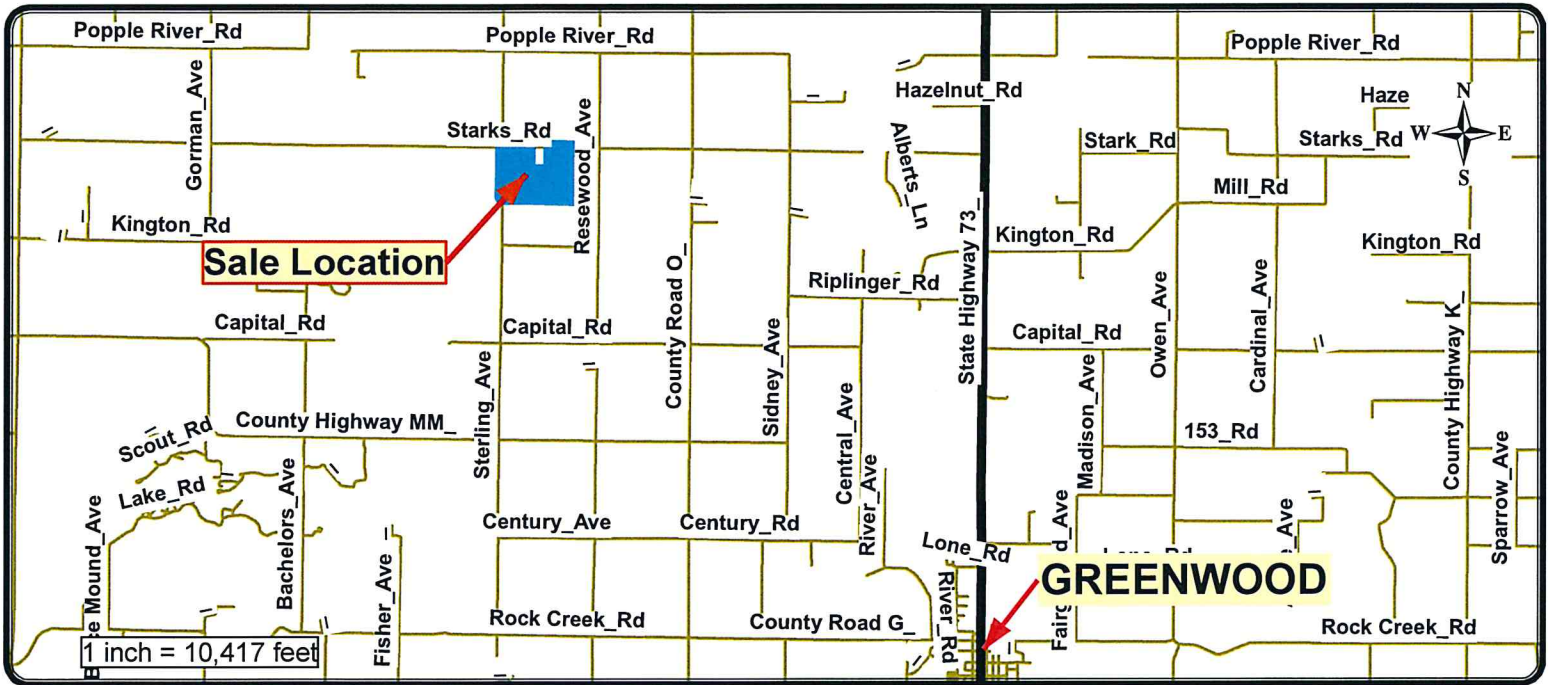 Popple River_Rd
Popple River_Rd
Popple River_Rd
Hazelnut_Rd
Haze
N
W
E
S
Gorman_Ave
Starks_Rd
Resewood_Ave
Alberts_Ln
Stark_Rd
Starks_Rd
Mill_Rd
Kington_Rd
Kington_Rd
Kington_Rd
Sale Location
Riplinger_Rd
State Highway 73_
County Road O_
Capital_Rd
Capital_Rd
Capital_Rd
Sidney_Ave
Owen_Ave
Cardinal_Ave
County Highway K_
Sterling_Ave
Central_Ave
Madison_Ave
Scout_Rd
County Highway MM_
153_Rd
Lake_Rd
Bachelors_Ave
River_Ave
Sparrow_Ave
Century_Ave
Century_Rd
Lone_Rd
GREENWOOD
Mound_Ave
Fisher_Ave
Rock Creek_Rd
County Road G_
River_Rd
Rock Creek_Rd
1 inch = 10,417 feet